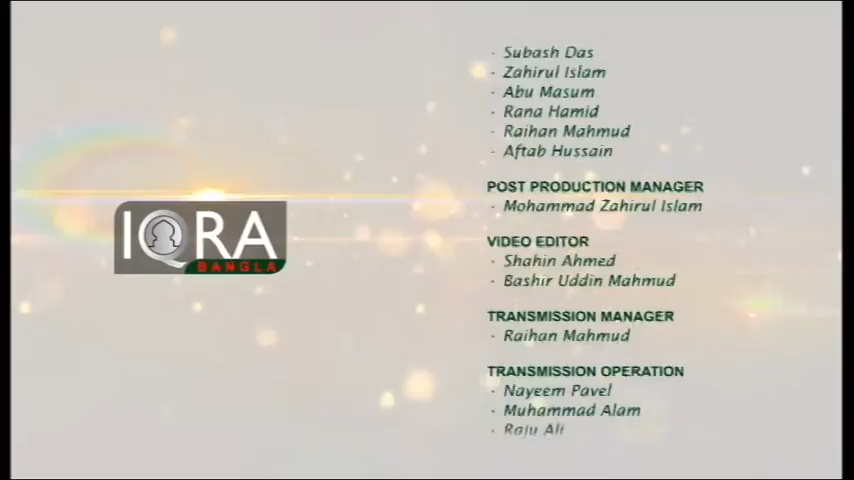 IQRA
BANGLA
· Subash Das
· Zahirul Islam
· Abu Masum
· Rana Hamid
· Raihan Mahmud
· Aftab Hussain
POST PRODUCTION MANAGER
· Mohammad Zahirul Islam
VIDEO EDITOR
· Shahin Ahmed
· Bashir Uddin Mahmud
TRANSMISSION MANAGER
· Raihan Mahmud
TRANSMISSION OPERATION
· Nayeem Pavel
· Muhammad Alam
· Raju Ali